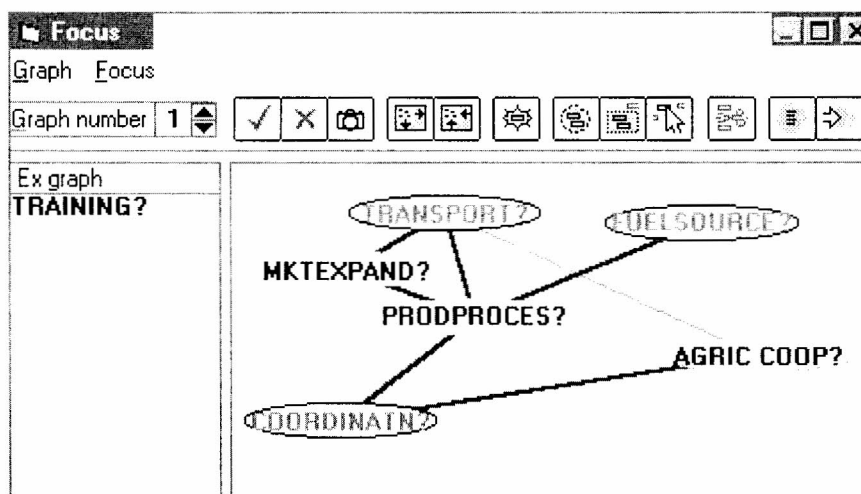 Focus
Graph Focus
Graph number 1
Ex graph
TRAINING?
TRANSPORT?
FUELSOURCE?
MKTEXPAND?
PRODPROCES?
AGRIC COOP?
COORDINATN?